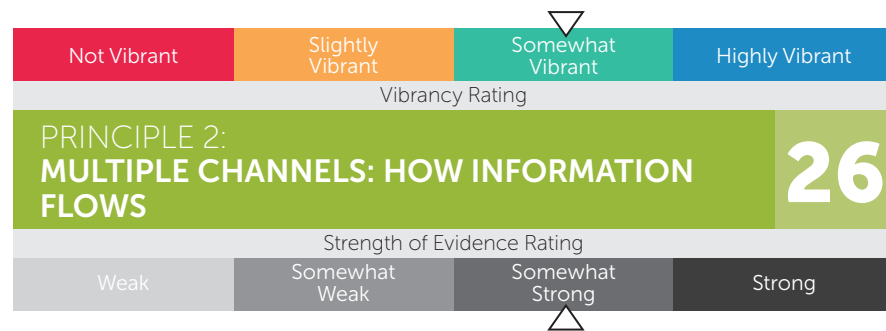 Not Vibrant
Slightly
Vibrant
Somewhat
Vibrant
Highly Vibrant
Vibrancy Rating
PRINCIPLE 2:
MULTIPLE CHANNELS: HOW INFORMATION
FLOWS
26
Strength of Evidence Rating
Weak
Somewhat
Weak
Somewhat
Strong
Strong